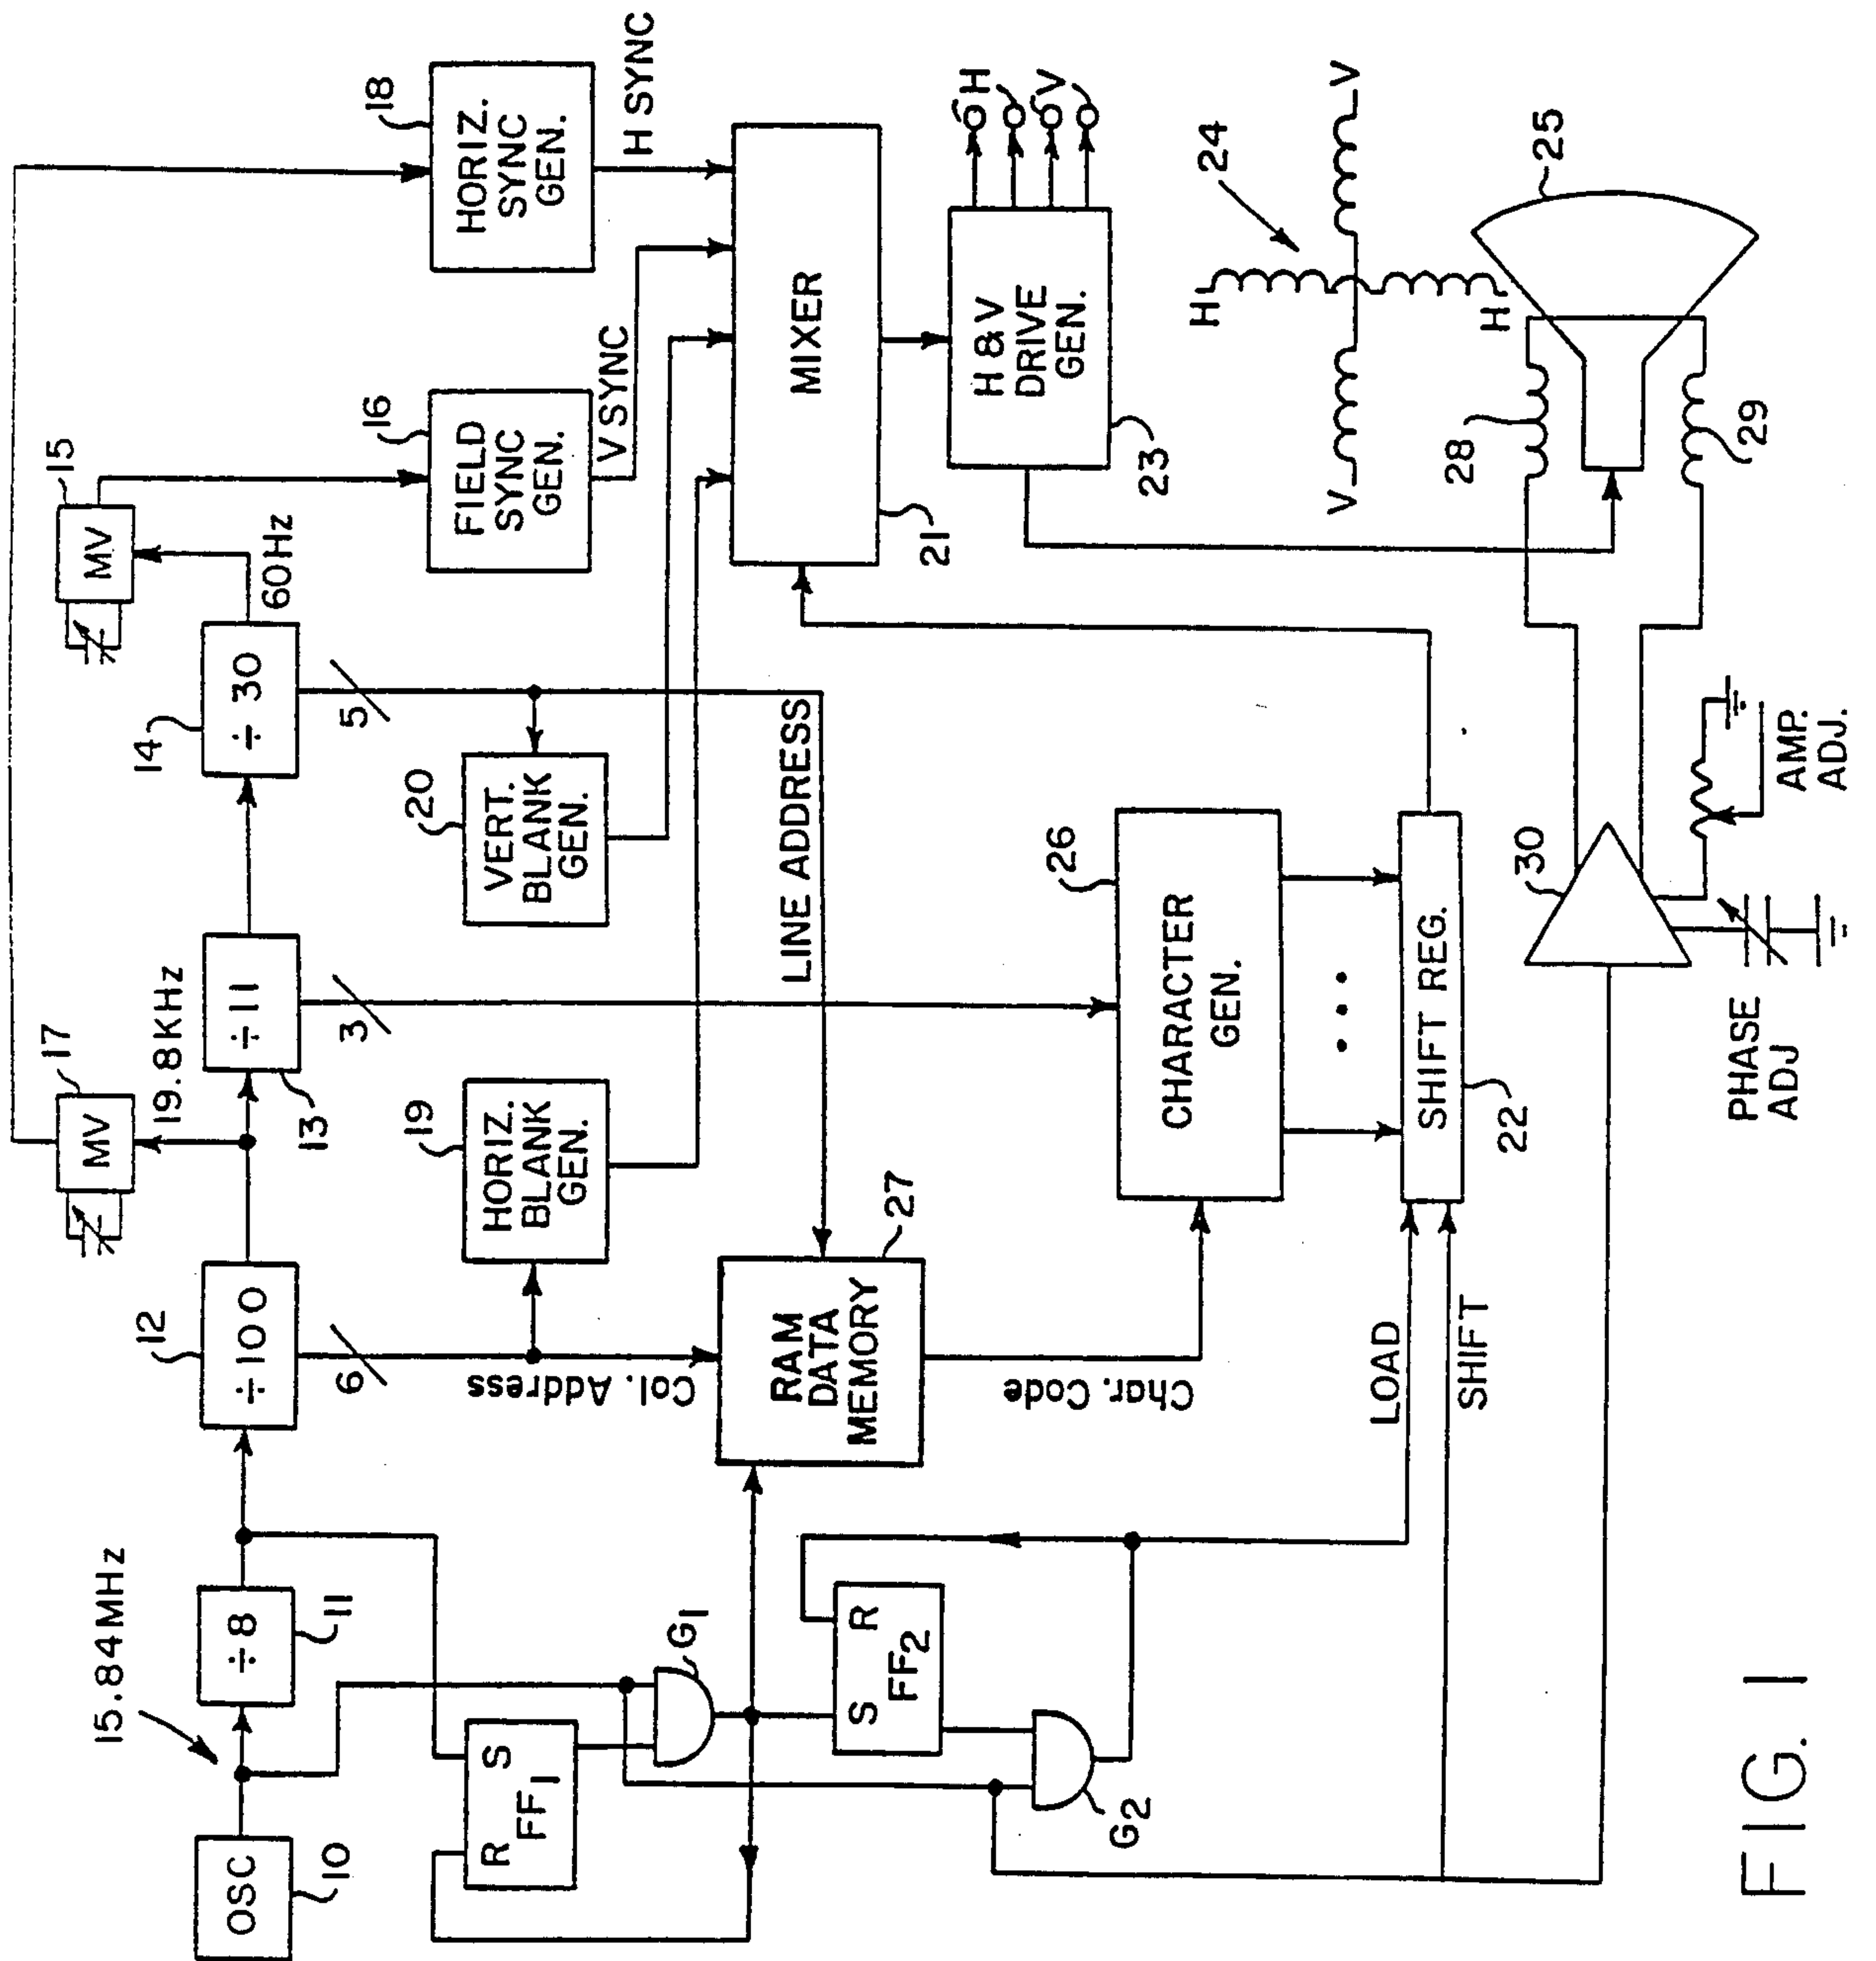 15.84MHz
OSC
10
÷8
11
12
÷100
6
Col. Address
MV
17
19.8KHz
÷11
13
3
14
÷30
5
60Hz
MV
15
R S
FF1
G1
S R
FF2
G2
19
HORIZ.
BLANK
GEN.
20
VERT.
BLANK
GEN.
16
FIELD
SYNC
GEN.
V SYNC
18
HORIZ.
SYNC
GEN.
H SYNC
RAM
DATA
MEMORY
27
LINE ADDRESS
MIXER
21
Char. Code
26
CHARACTER
GEN.
• • •
H & V
DRIVE
GEN.
23
H
V
LOAD
SHIFT
SHIFT REG.
22
24
H
H
V
V
25
28
29
30
PHASE
ADJ
AMP.
ADJ.
FIG. 1